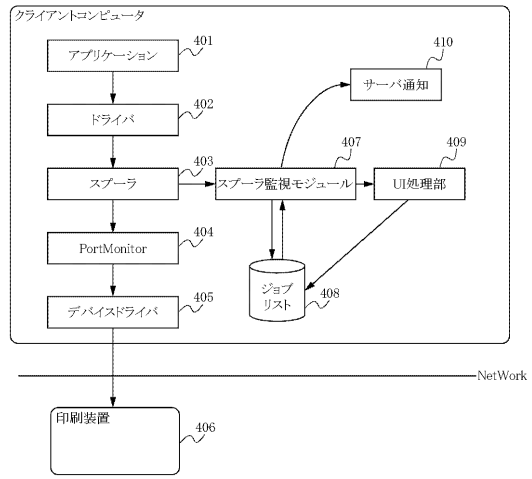 クライアントコンピュータ
アプリケーション
401
ドライバ
402
スプーラ
403
PortMonitor
404
デバイスドライバ
405
スプーラ監視モジュール
407
サーバ通知
410
UI処理部
409
ジョブ
リスト
408
NetWork
印刷装置
406